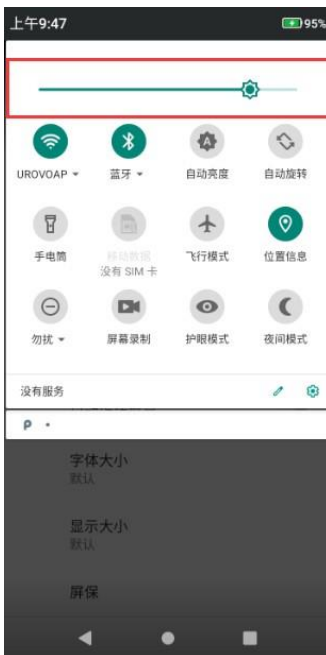 上午9:47 95%
UROVOAP 蓝牙 自动亮度 自动旋转
手电筒 移动数据 飞行模式 位置信息
没有 SIM 卡
勿扰 屏幕录制 护眼模式 夜间模式
没有服务
字体大小
默认
显示大小
默认
屏保